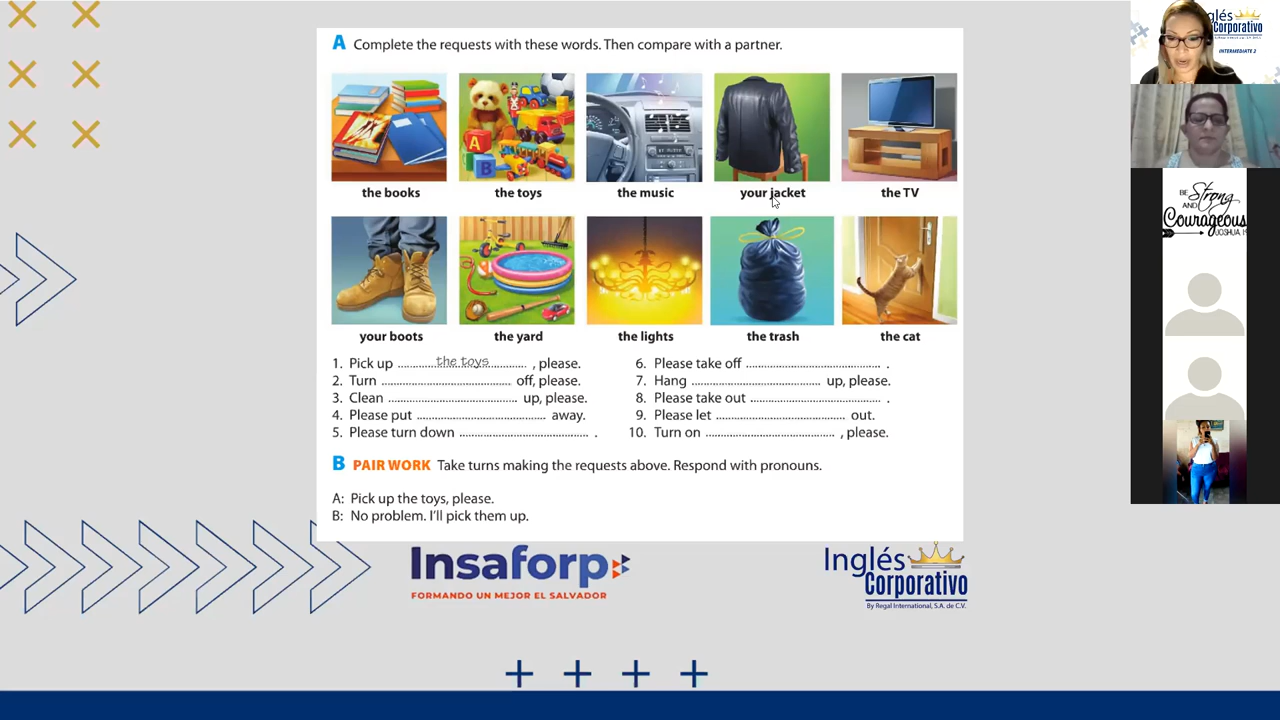 A Complete the requests with these words. Then compare with a partner.
the books the toys the music your jacket the TV
your boots the yard the lights the trash the cat
1. Pick up the toys , please.
2. Turn off, please.
3. Clean up, please.
4. Please put away.
5. Please turn down .
6. Please take off .
7. Hang up, please.
8. Please take out .
9. Please let out.
10. Turn on , please.
B PAIR WORK Take turns making the requests above. Respond with pronouns.
A: Pick up the toys, please.
B: No problem. I'll pick them up.
Insaforp
FORMANDO UN MEJOR EL SALVADOR
Inglés
Corporativo
By Regal International, S.A. de C.V.
glés
Corporativo
INTERMEDIATE 2
BE
Strong
AND
Courageous
JOSHUA 1:
A
B